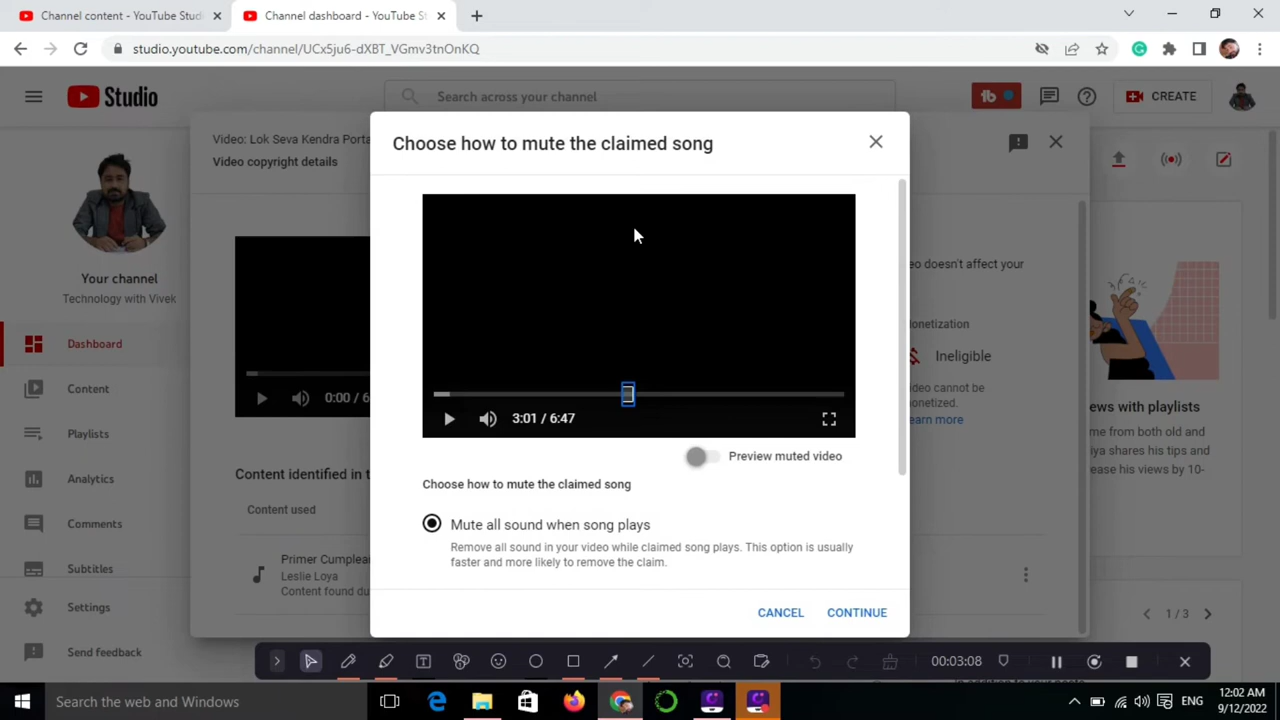 Channel content - YouTube Studi
Channel dashboard - YouTube St
studio.youtube.com/channel/UCx5ju6-dXBT_VGmv3tnOnKQ
Studio
Search across your channel
tb
CREATE
Video: Lok Seva Kendra Porta
Video copyright details
Your channel
Technology with Vivek
Dashboard
Content
Playlists
Analytics
Comments
Subtitles
Settings
Send feedback
0:00 / 6
Content identified in t
Content used
Primer Cumplea
Leslie Loya
Content found du
Choose how to mute the claimed song
3:01 / 6:47
Preview muted video
Choose how to mute the claimed song
Mute all sound when song plays
Remove all sound in your video while claimed song plays. This option is usually
faster and more likely to remove the claim.
CANCEL
CONTINUE
eo doesn't affect your
onetization
Ineligible
video cannot be
monetized.
earn more
ews with playlists
me from both old and
iya shares his tips and
ease his views by 10-
1 / 3
00:03:08
Search the web and Windows
ENG
12:02 AM
9/12/2022